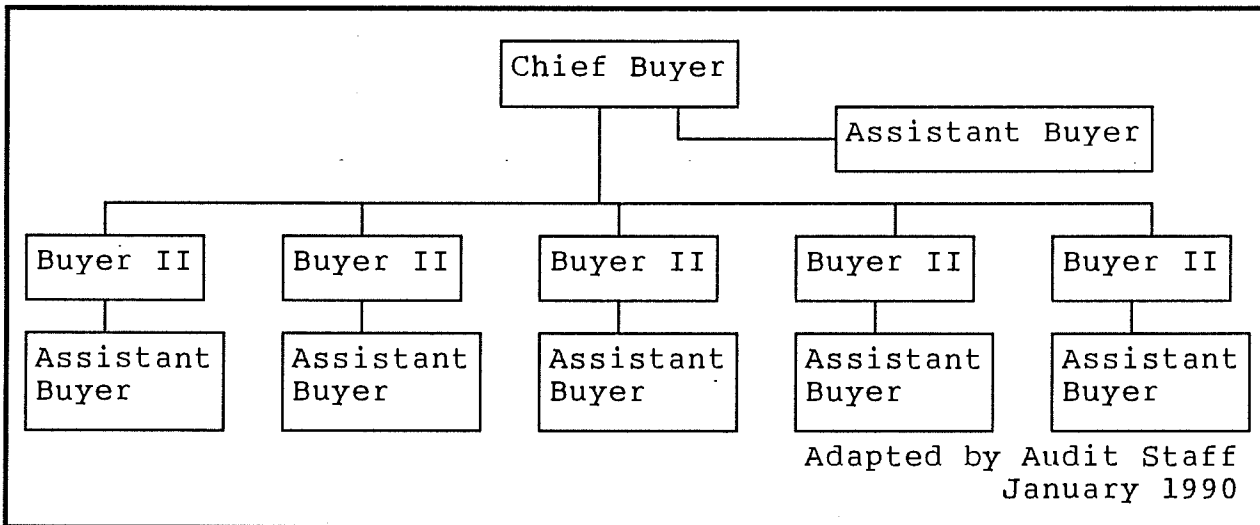 Chief Buyer
Assistant Buyer
Buyer II
Buyer II
Buyer II
Buyer II
Buyer II
Assistant
Buyer
Assistant
Buyer
Assistant
Buyer
Assistant
Buyer
Assistant
Buyer
Adapted by Audit Staff
January 1990